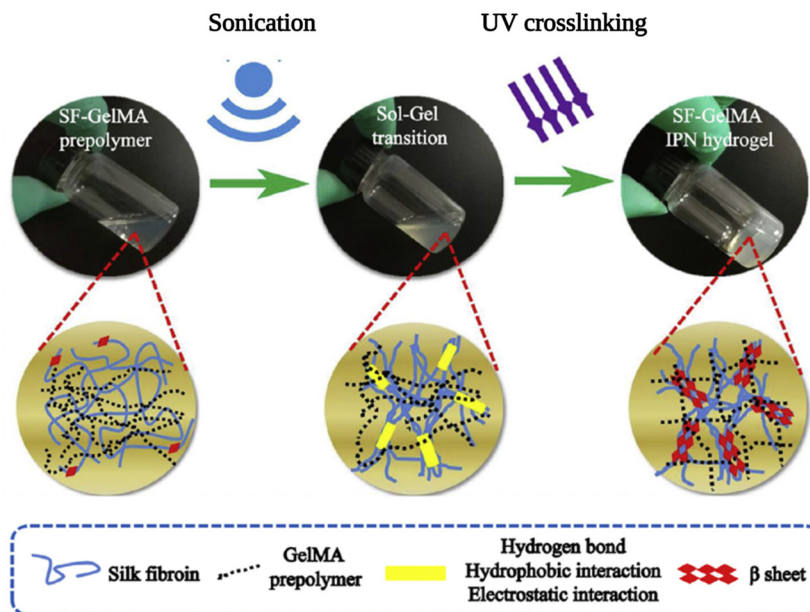 Sonication
UV crosslinking
SF-GelMA
prepolymer
Sol-Gel
transition
SF-GelMA
IPN hydrogel
Silk fibroin
GelMA
prepolymer
Hydrogen bond
Hydrophobic interaction
Electrostatic interaction
β sheet